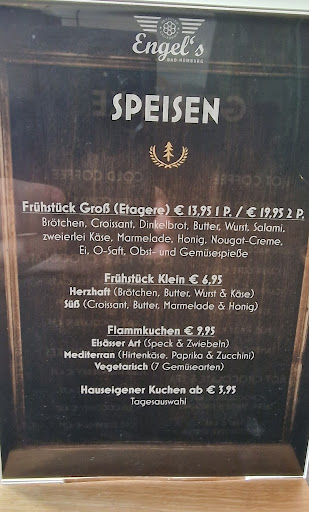 Engel's
BAD HERRENALB
SPEISEN
Frühstück Groß (Etagere) € 13,95 1 P. / € 19,95 2 P.
Brötchen, Croissant, Dinkelbrot, Butter, Wurst, Salami,
zweierlei Käse, Marmelade, Honig, Nougat-Creme,
Ei, O-Saft, Obst- und Gemüsespieße
Frühstück Klein € 6,95
Herzhaft (Brötchen, Butter, Wurst & Käse)
Süß (Croissant, Butter, Marmelade & Honig)
Flammkuchen € 9,95
Elsässer Art (Speck & Zwiebeln)
Mediterran (Hirtenkäse, Paprika & Zucchini)
Vegetarisch (7 Gemüsearten)
Hauseigener Kuchen ab € 3,95
Tagesauswahl